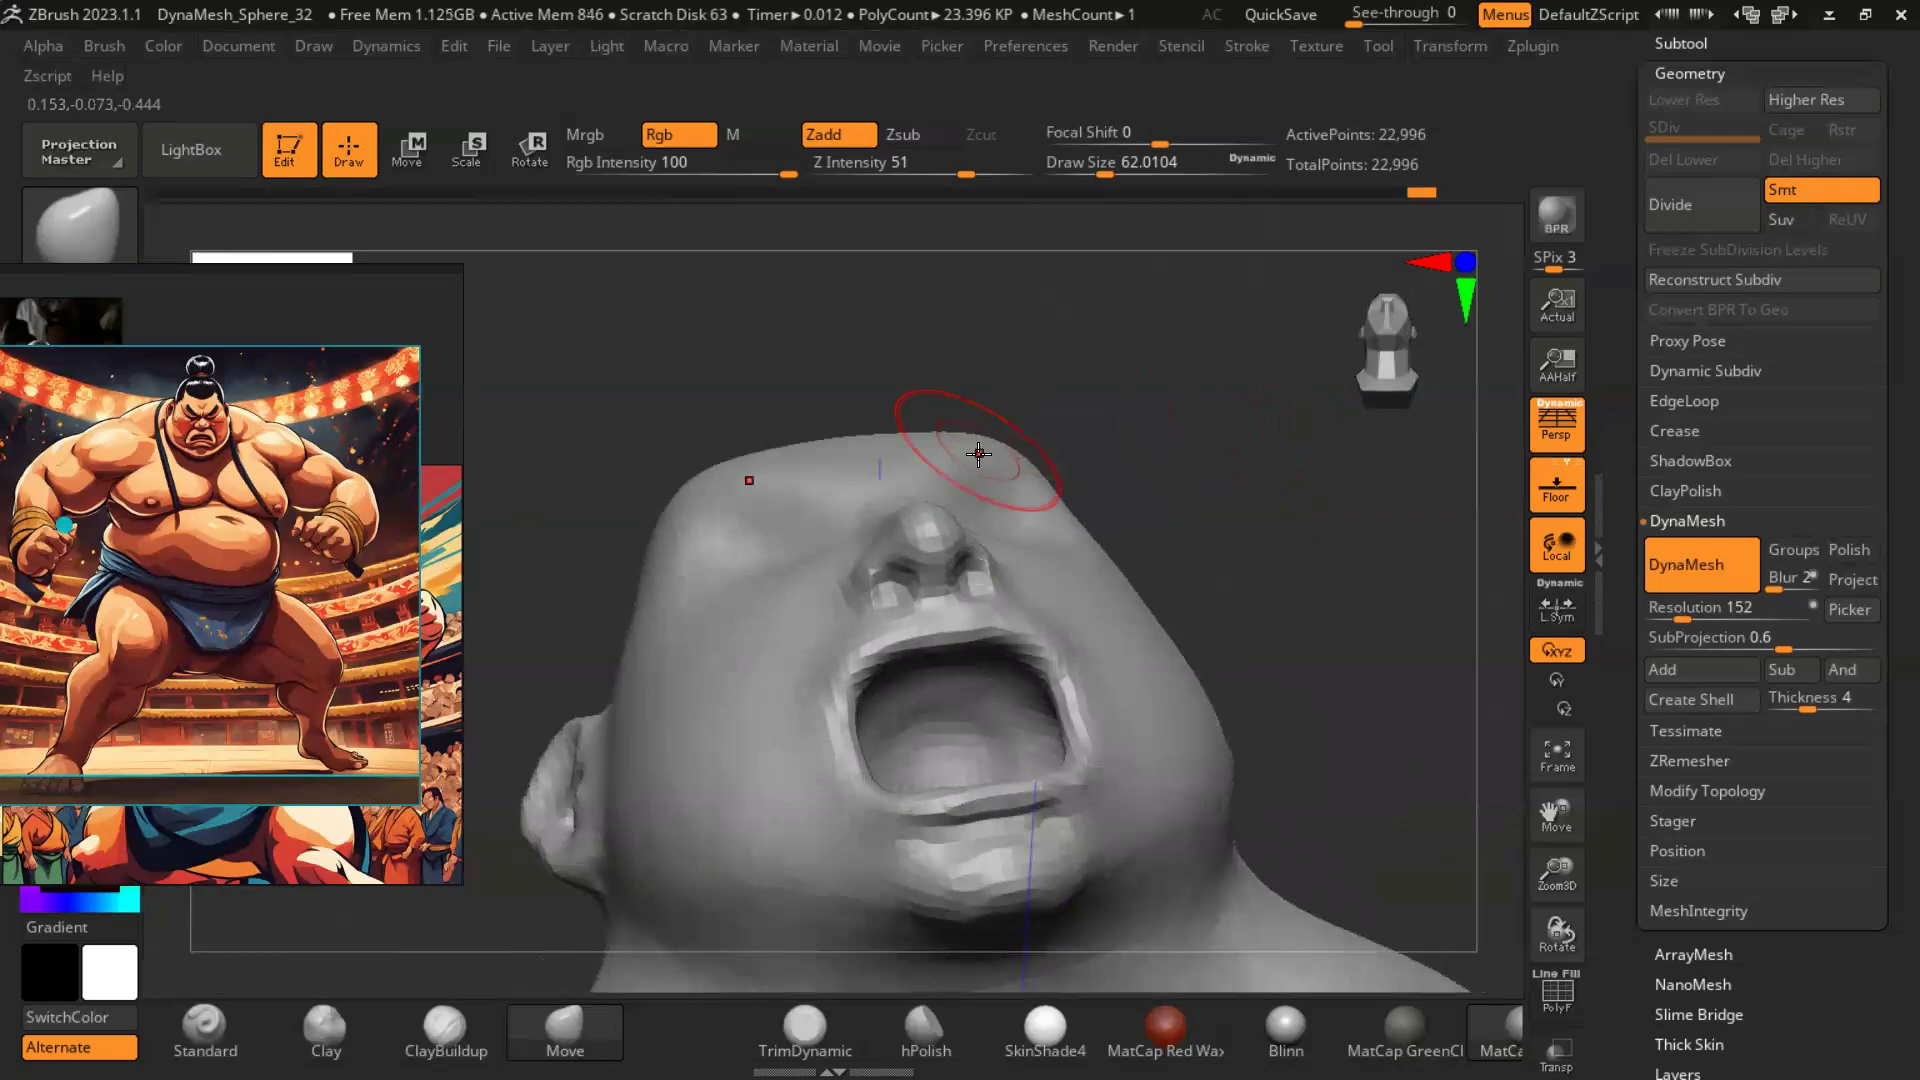 ZBrush 2023.1.1 DynaMesh_Sphere_32 • Free Mem 1.125GB • Active Mem 846 • Scratch Disk 63 • Timer►0.012 • PolyCount►23.396 KP • MeshCount►1 AC QuickSave See-through 0 Menus DefaultZScript
Alpha Brush Color Document Draw Dynamics Edit File Layer Light Macro Marker Material Movie Picker Preferences Render Stencil Stroke Texture Tool Transform Zplugin
Zscript Help
0.153,-0.073,-0.444
Projection Master
LightBox
Edit
Draw
Move
Scale
Rotate
Mrgb Rgb M
Rgb Intensity 100
Zadd Zsub Zcut
Z Intensity 51
Focal Shift 0
Draw Size 62.0104 Dynamic
ActivePoints: 22,996
TotalPoints: 22,996
BPR
SPix 3
Actual
AAHalf
Dynamic
Persp
Floor
Local
Dynamic
L.Sym
XYZ
Frame
Move
Zoom3D
Rotate
Line Fill
PolyF
Transp
Subtool
Geometry
Lower Res Higher Res
SDiv Cage Rstr
Del Lower Del Higher
Divide Smt
Suv ReUV
Freeze SubDivision Levels
Reconstruct Subdiv
Convert BPR To Geo
Proxy Pose
Dynamic Subdiv
EdgeLoop
Crease
ShadowBox
ClayPolish
DynaMesh
DynaMesh Groups Polish
Blur 2 Project
Resolution 152 Picker
SubProjection 0.6
Add Sub And
Create Shell Thickness 4
Tessimate
ZRemesher
Modify Topology
Stager
Position
Size
MeshIntegrity
ArrayMesh
NanoMesh
Slime Bridge
Thick Skin
Layers
Gradient
SwitchColor
Alternate
Standard Clay ClayBuildup Move TrimDynamic hPolish SkinShade4 MatCap Red Wax Blinn MatCap GreenCl MatCa